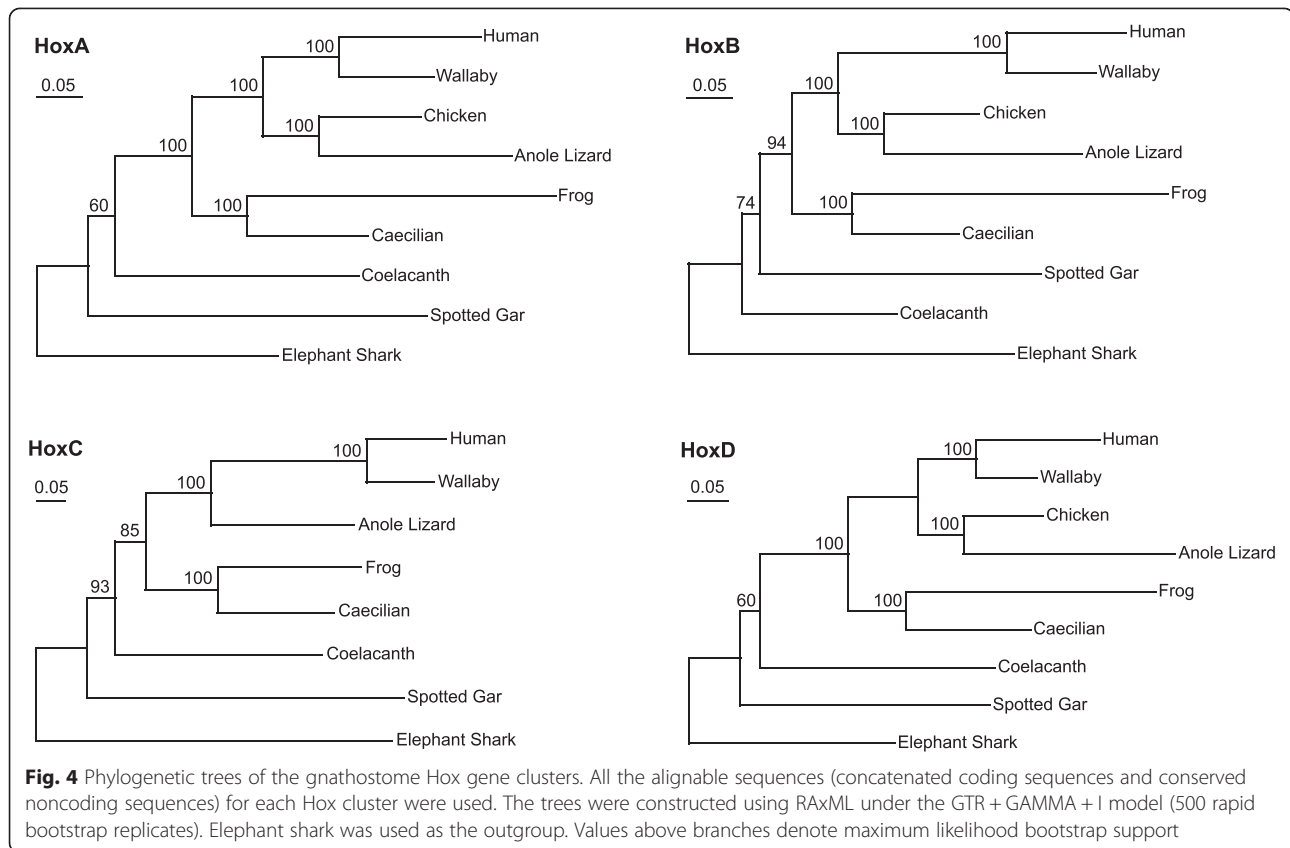 HoxA
0.05
100
Human
Wallaby
100
100
Chicken
Anole Lizard
100
100
Frog
Caecilian
60
Coelacanth
Spotted Gar
Elephant Shark
HoxB
0.05
100
Human
Wallaby
100
100
Chicken
Anole Lizard
94
100
Frog
Caecilian
74
Spotted Gar
Coelacanth
Elephant Shark
HoxC
0.05
100
Human
Wallaby
100
Anole Lizard
85
100
Frog
Caecilian
93
Coelacanth
Spotted Gar
Elephant Shark
HoxD
0.05
100
Human
Wallaby
100
Chicken
Anole Lizard
100
100
Frog
Caecilian
60
Coelacanth
Spotted Gar
Elephant Shark
Fig. 4 Phylogenetic trees of the gnathostome Hox gene clusters. All the alignable sequences (concatenated coding sequences and conserved
noncoding sequences) for each Hox cluster were used. The trees were constructed using RAxML under the GTR + GAMMA + I model (500 rapid
bootstrap replicates). Elephant shark was used as the outgroup. Values above branches denote maximum likelihood bootstrap support